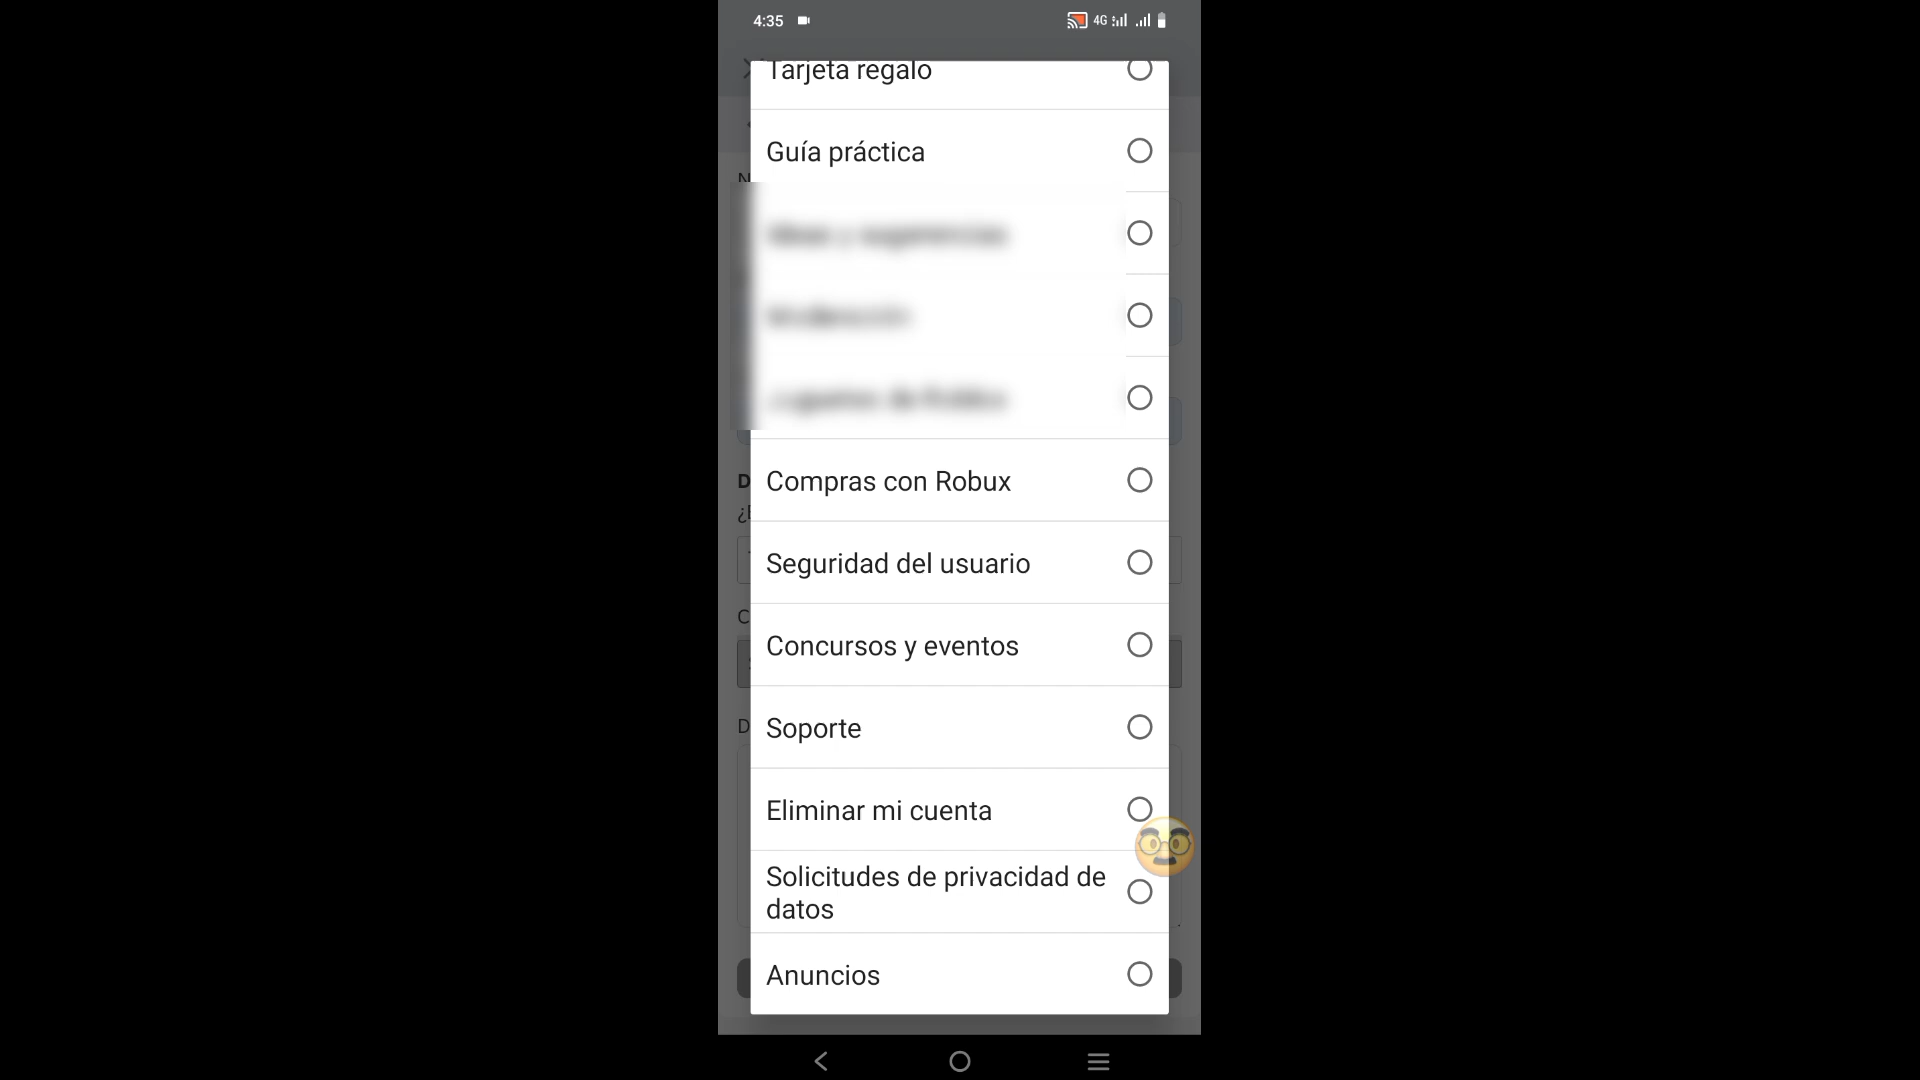 4:35
4G
Tarjeta regalo
Guía práctica
Compras con Robux
Seguridad del usuario
Concursos y eventos
Soporte
Eliminar mi cuenta
Solicitudes de privacidad de
datos
Anuncios